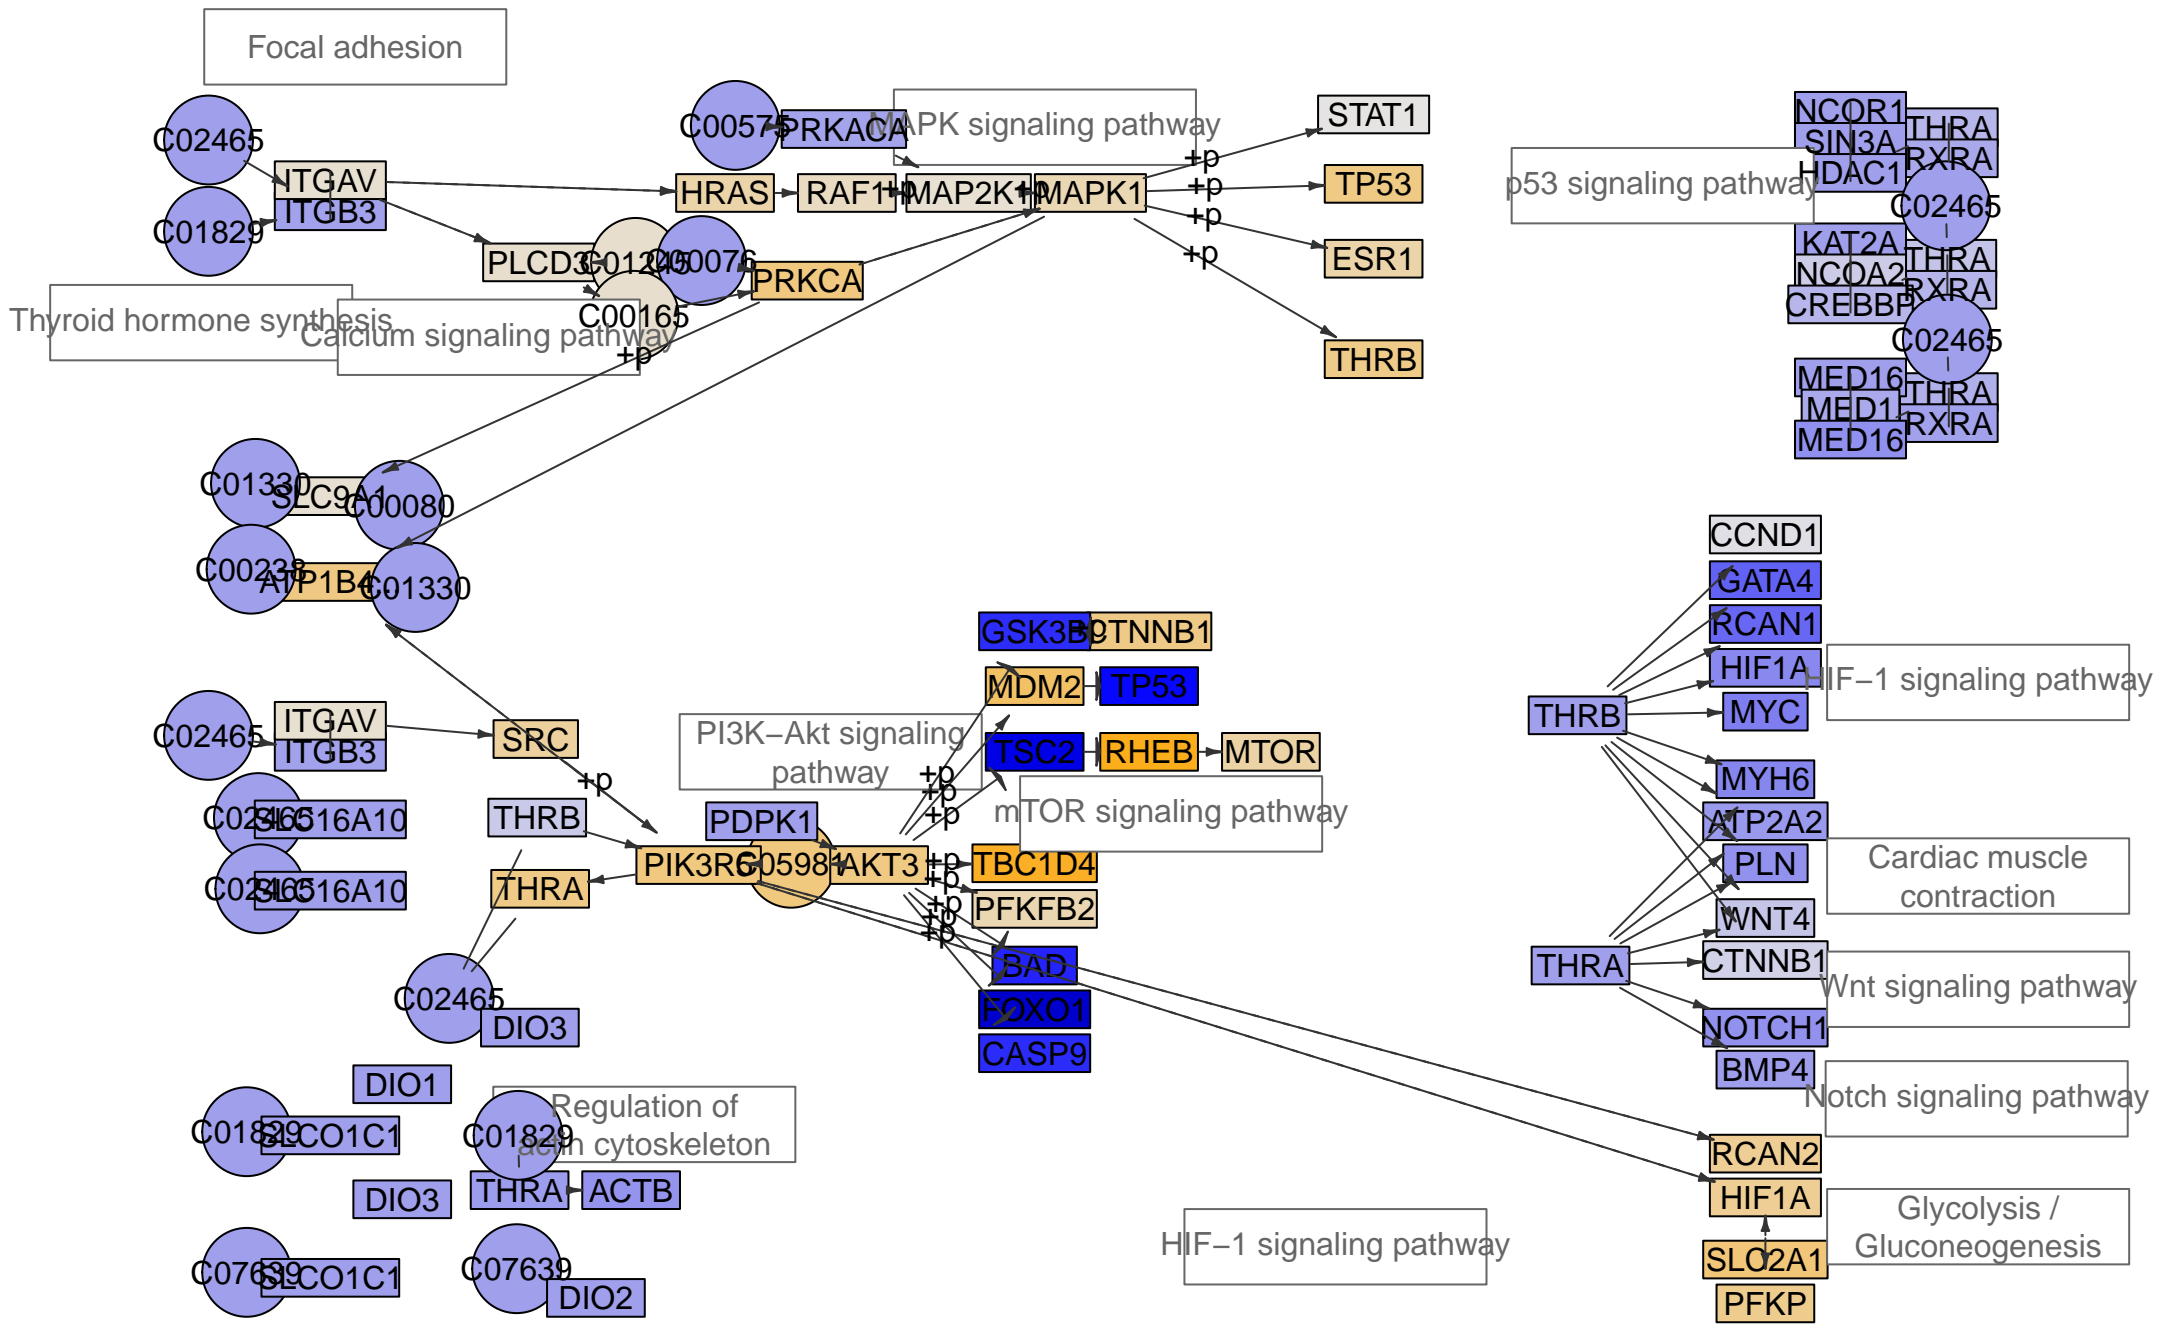 Focal adhesion
C02465
C01829
ITGAV
ITGB3
C00575
PRKACA
MAPK signaling pathway
HRAS
RAF1
+p
MAP2K1
+p
MAPK1
+p
+p
+p
+p
STAT1
TP53
ESR1
THRB
PLCD3
C01245
C00076
PRKCA
C00165
Thyroid hormone synthesis
Calcium signaling pathway
+p
p53 signaling pathway
NCOR1
SIN3A
HDAC1
THRA
RXRA
C02465
KAT2A
NCOA2
CREBBP
THRA
RXRA
C02465
MED16
MED1
MED16
THRA
RXRA
C01330
SLC9A1
C00080
C00238
ATP1B4...
C01330
C02465
ITGAV
ITGB3
SRC
+p
C02465
SLC16A10
C02465
SLC16A10
THRB
THRA
C02465
DIO3
PI3K–Akt signaling
pathway
PDPK1
PIK3R6
C05981
AKT3
+p
+p
+p
+p
+p
+p
+p
+p
GSK3B
+p
CTNNB1
MDM2
TP53
TSC2
RHEB
MTOR
mTOR signaling pathway
TBC1D4
PFKFB2
BAD
FOXO1
CASP9
CCND1
GATA4
RCAN1
HIF1A
MYC
HIF–1 signaling pathway
THRB
MYH6
ATP2A2
PLN
WNT4
CTNNB1
NOTCH1
BMP4
THRA
Cardiac muscle
contraction
Wnt signaling pathway
Notch signaling pathway
DIO1
C01829
SLCO1C1
DIO3
C07639
SLCO1C1
Regulation of
actin cytoskeleton
C01829
THRA
ACTB
C07639
DIO2
HIF–1 signaling pathway
RCAN2
HIF1A
SLC2A1
PFKP
Glycolysis /
Gluconeogenesis